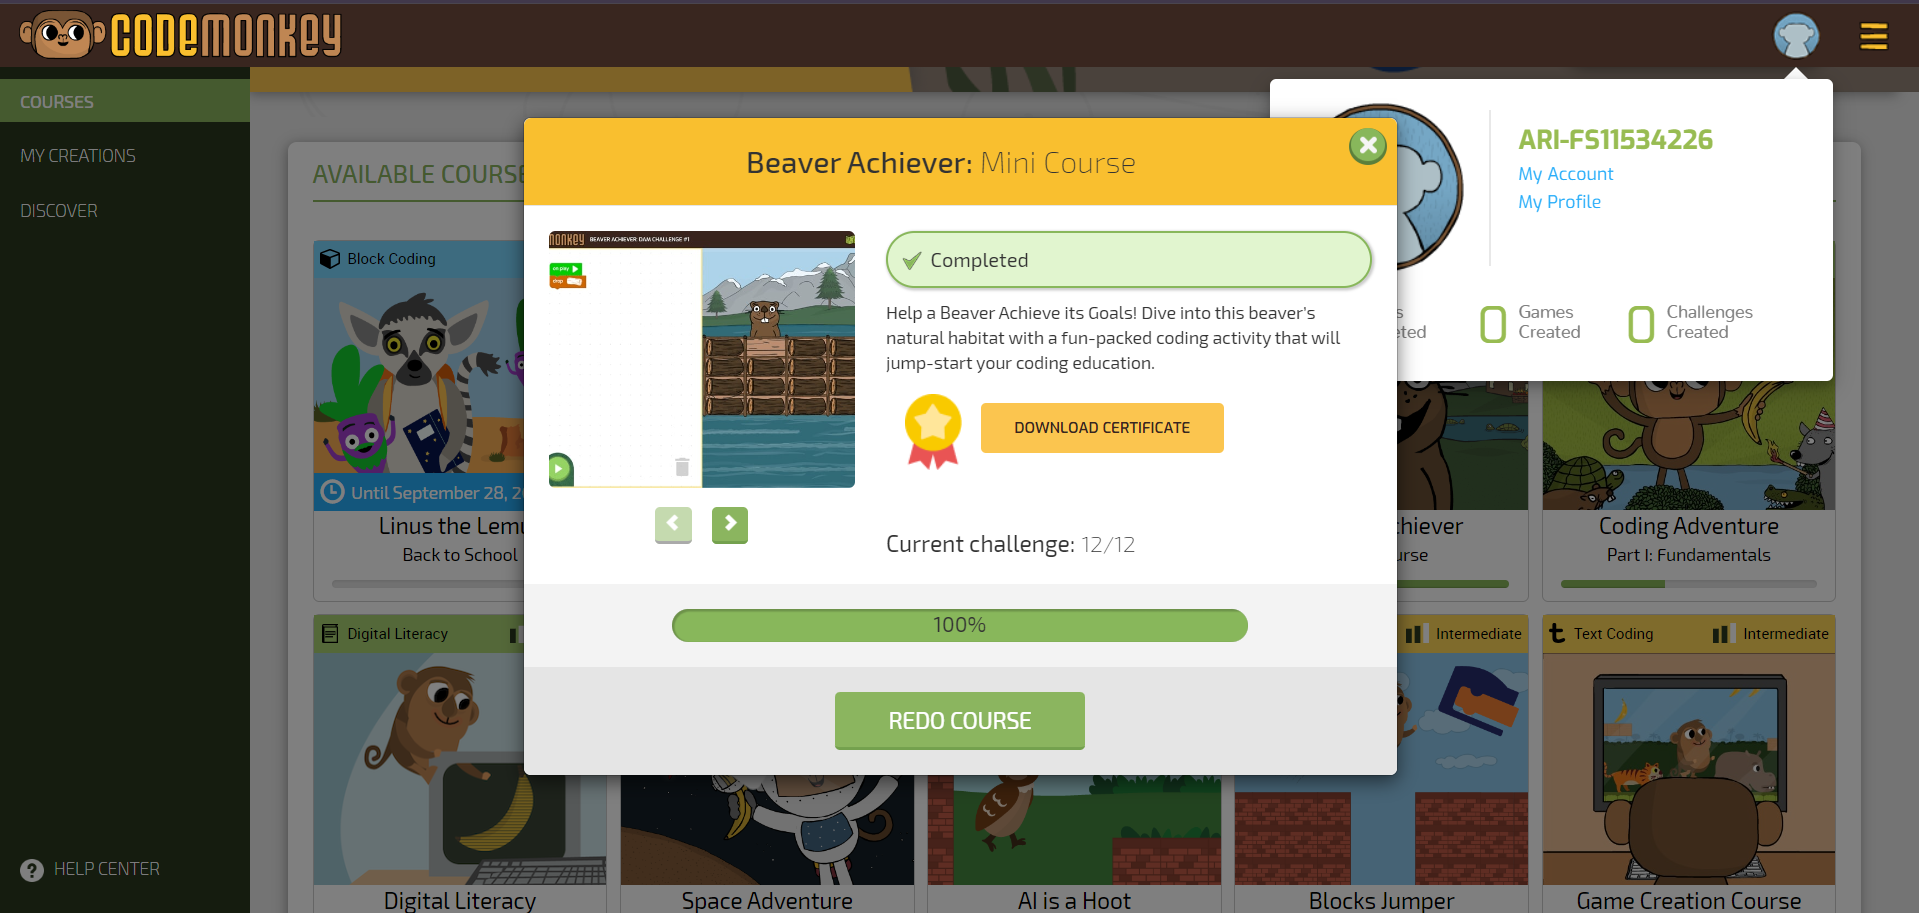 CODEMONKEY
COURSES
MY CREATIONS
DISCOVER
HELP CENTER
AVAILABLE COURSE
ARI-FS11534226
My Account
My Profile
0 Games Created
0 Challenges Created
Beaver Achiever: Mini Course
BEAVER ACHIEVER: DAM CHALLENGE #1
on play
drop
Completed
Help a Beaver Achieve its Goals! Dive into this beaver's
natural habitat with a fun-packed coding activity that will
jump-start your coding education.
DOWNLOAD CERTIFICATE
Current challenge: 12/12
100%
REDO COURSE
Block Coding
Until September 28, 2
Linus the Lemu
Back to School
hiever
urse
Coding Adventure
Part I: Fundamentals
Digital Literacy
Intermediate
Text Coding
Intermediate
Digital Literacy
Space Adventure
AI is a Hoot
Blocks Jumper
Game Creation Course